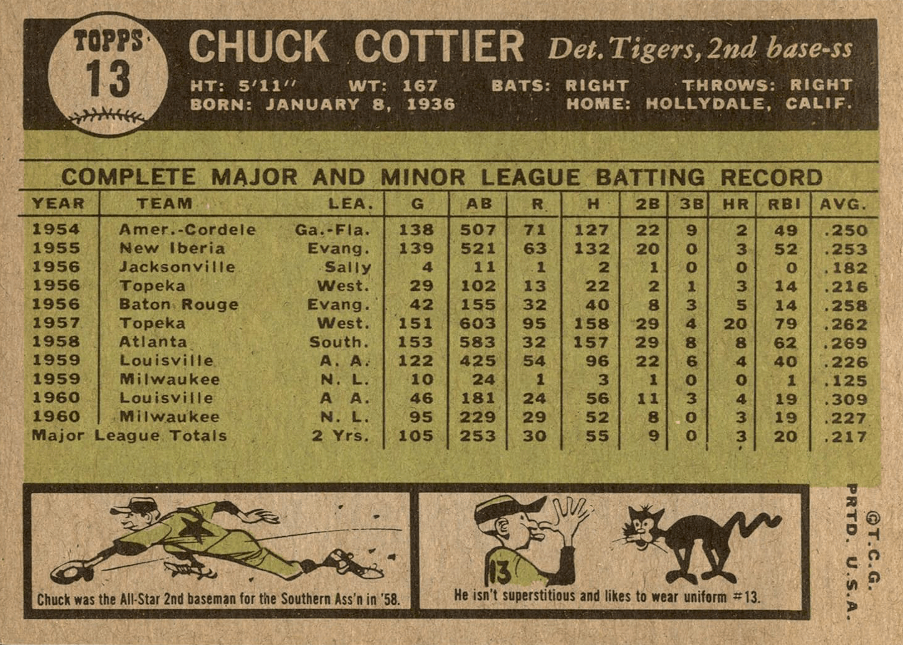 TOPPS
13
CHUCK COTTIER Det. Tigers, 2nd base-ss
HT: 5'11" WT: 167 BATS: RIGHT THROWS: RIGHT
BORN: JANUARY 8, 1936 HOME: HOLLYDALE, CALIF.
COMPLETE MAJOR AND MINOR LEAGUE BATTING RECORD
YEAR TEAM LEA. G AB R H 2B 3B HR RBI AVG.
1954 Amer.-Cordele Ga.-Fla. 138 507 71 127 22 9 2 49 .250
1955 New Iberia Evang. 139 521 63 132 20 0 3 52 .253
1956 Jacksonville Sally 4 11 1 2 1 0 0 0 .182
1956 Topeka West. 29 102 13 22 2 1 3 14 .216
1956 Baton Rouge Evang. 42 155 32 40 8 3 5 14 .258
1957 Topeka West. 151 603 95 158 29 4 20 79 .262
1958 Atlanta South. 153 583 32 157 29 8 8 62 .269
1959 Louisville A. A. 122 425 54 96 22 6 4 40 .226
1959 Milwaukee N. L. 10 24 1 3 1 0 0 1 .125
1960 Louisville A A. 46 181 24 56 11 3 4 19 .309
1960 Milwaukee N. L. 95 229 29 52 8 0 3 19 .227
Major League Totals 2 Yrs. 105 253 30 55 9 0 3 20 .217
Chuck was the All-Star 2nd baseman for the Southern Ass'n in '58.
13
He isn't superstitious and likes to wear uniform #13.
©T.C.G.
PRTD. U.S.A.